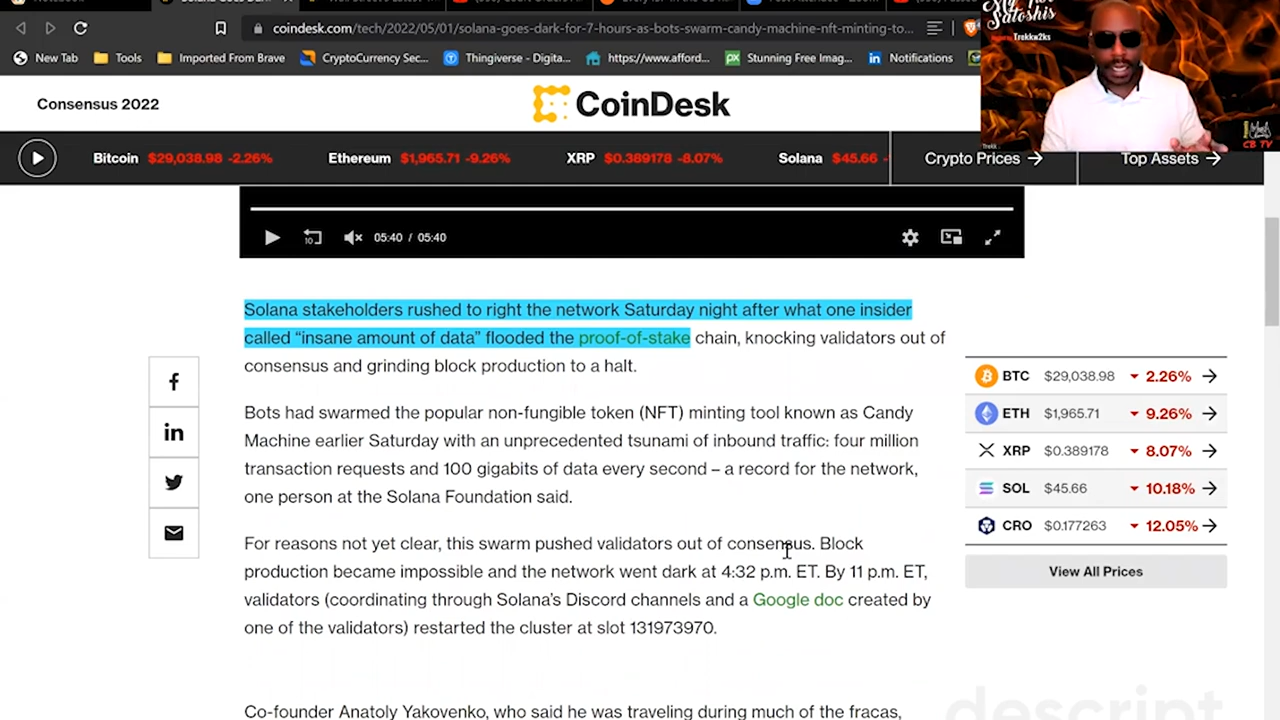 coindesk.com/tech/2022/05/01/solana-goes-dark-for-7-hours-as-bots-swarm-candy-machine-nft-minting-to...
New Tab Tools Imported From Brave CryptoCurrency Sec... Thingiverse - Digita... https://www.afford... Stunning Free Imag... Notifications
My Not
Satoshis
Trekkw2ks
CB TV
Consensus 2022
CoinDesk
Bitcoin $29,038.98 -2.26% Ethereum $1,965.71 -9.26% XRP $0.389178 -8.07% Solana $45.66 - Crypto Prices → Top Assets →
10 05:40 / 05:40
Solana stakeholders rushed to right the network Saturday night after what one insider
called “insane amount of data” flooded the proof-of-stake chain, knocking validators out of
consensus and grinding block production to a halt.
Bots had swarmed the popular non-fungible token (NFT) minting tool known as Candy
Machine earlier Saturday with an unprecedented tsunami of inbound traffic: four million
transaction requests and 100 gigabits of data every second – a record for the network,
one person at the Solana Foundation said.
For reasons not yet clear, this swarm pushed validators out of consensus. Block
production became impossible and the network went dark at 4:32 p.m. ET. By 11 p.m. ET,
validators (coordinating through Solana’s Discord channels and a Google doc created by
one of the validators) restarted the cluster at slot 131973970.
Co-founder Anatoly Yakovenko, who said he was traveling during much of the fracas,
BTC $29,038.98 2.26% →
ETH $1,965.71 9.26% →
XRP $0.389178 8.07% →
SOL $45.66 10.18% →
CRO $0.177263 12.05% →
View All Prices
descript